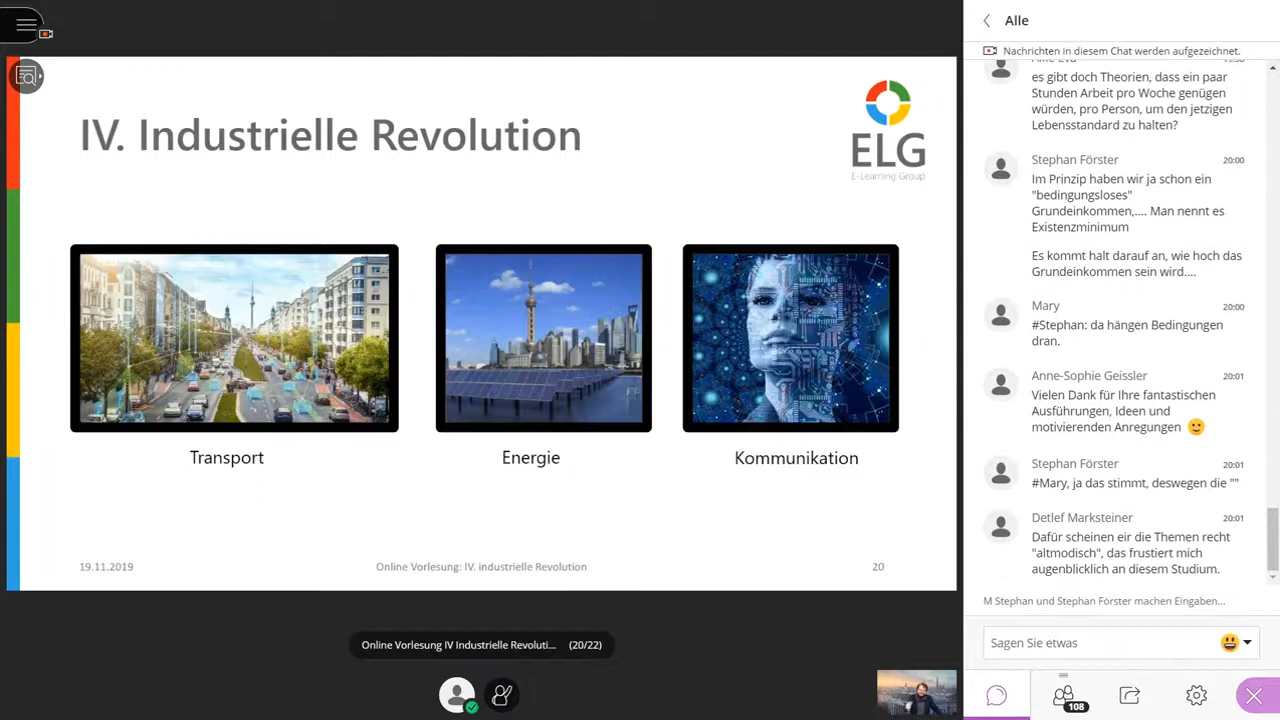 IV. Industrielle Revolution
ELG
E-Learning Group
Transport
Energie
Kommunikation
19.11.2019
Online Vorlesung: IV. industrielle Revolution
20
Online Vorlesung IV Industrielle Revoluti... (20/22)
Alle
Nachrichten in diesem Chat werden aufgezeichnet.
es gibt doch Theorien, dass ein paar
Stunden Arbeit pro Woche genügen
würden, pro Person, um den jetzigen
Lebensstandard zu halten?
Stephan Förster 20:00
Im Prinzip haben wir ja schon ein
"bedingungsloses"
Grundeinkommen,.... Man nennt es
Existenzminimum
Es kommt halt darauf an, wie hoch das
Grundeinkommen sein wird....
Mary 20:00
#Stephan: da hängen Bedingungen
dran.
Anne-Sophie Geissler 20:01
Vielen Dank für Ihre fantastischen
Ausführungen, Ideen und
motivierenden Anregungen
Stephan Förster 20:01
#Mary, ja das stimmt, deswegen die ""
Detlef Marksteiner 20:01
Dafür scheinen eir die Themen recht
"altmodisch", das frustiert mich
augenblicklich an diesem Studium.
M Stephan und Stephan Förster machen Eingaben...
Sagen Sie etwas
108